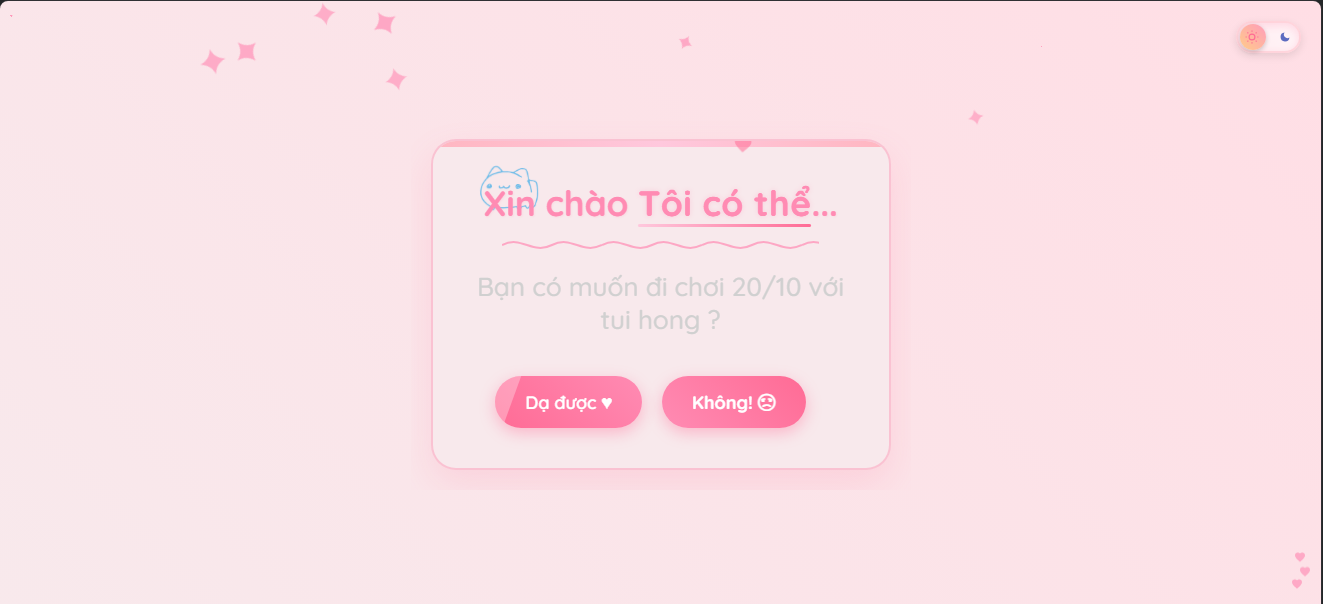 Xin chào Tôi có thể...
Bạn có muốn đi chơi 20/10 với
tui hong ?
Dạ được ♥
Không! 😢